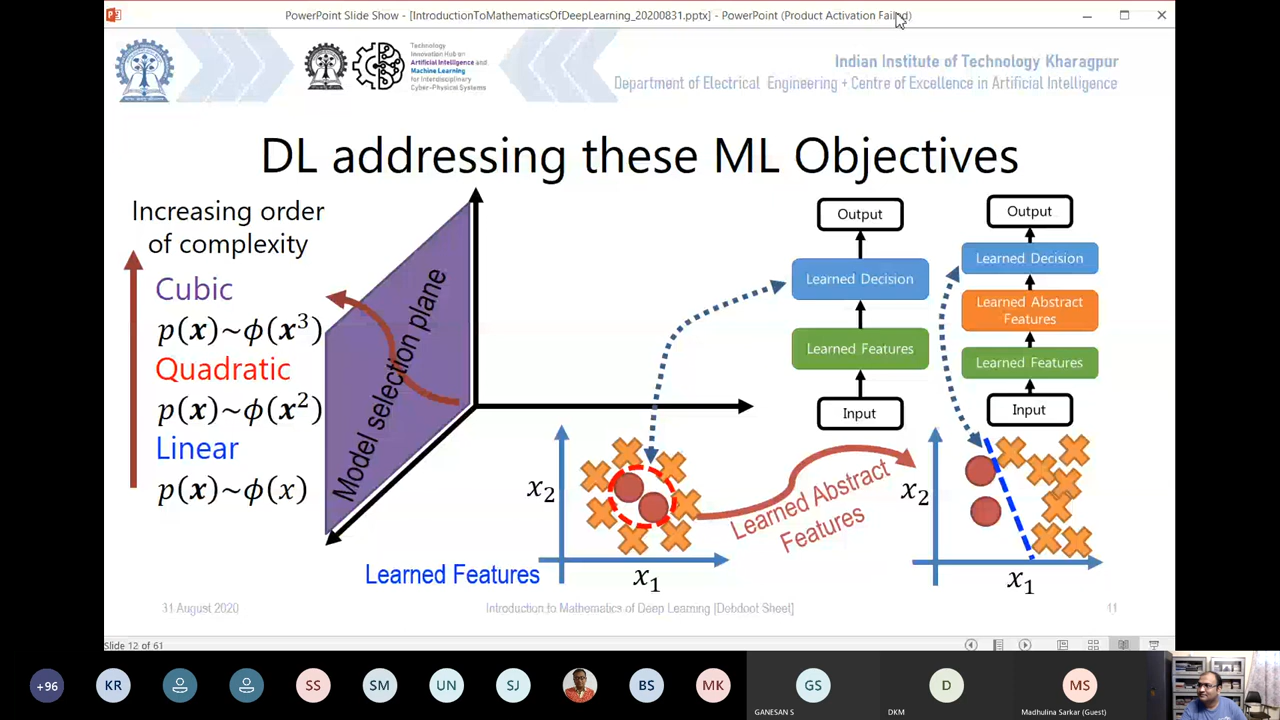 PowerPoint Slide Show - [IntroductionToMathematicsOfDeepLearning_20200831.pptx] - PowerPoint (Product Activation Failed)
Technology
Innovation Hub on
Artificial Intelligence and
Machine Learning
for Interdisciplinary
Cyber-Physical Systems
Indian Institute of Technology Kharagpur
Department of Electrical Engineering + Centre of Excellence in Artificial Intelligence
DL addressing these ML Objectives
Increasing order
of complexity
Cubic
p(x)~ϕ(x³)
Quadratic
p(x)~ϕ(x²)
Linear
p(x)~ϕ(x)
Model selection plane
Output
Learned Decision
Learned Features
Input
Output
Learned Decision
Learned Abstract
Features
Learned Features
Input
x₂
x₁
Learned Features
Learned Abstract
Features
x₂
x₁
31 August 2020
Introduction to Mathematics of Deep Learning [Debdoot Sheet]
11
Slide 12 of 61
+96
KR
SS
SM
UN
SJ
BS
MK
GS
GANESAN S
D
DKM
MS
Madhulina Sarkar (Guest)